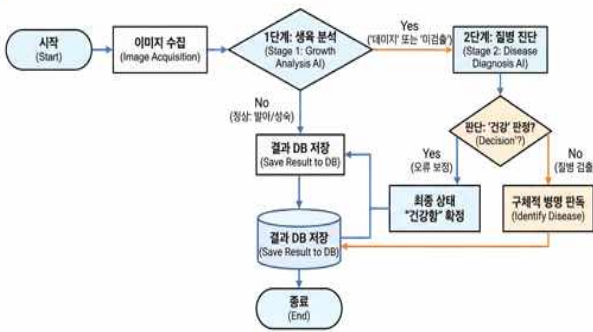 시작
(Start)
이미지 수집
(Image Acquisition)
1단계: 생육 분석
(Stage 1: Growth
Analysis AI)
Yes
('데미지' 또는 '미검출')
2단계: 질병 진단
(Stage 2: Disease
Diagnosis AI)
No
(정상: 발아/성숙)
판단: '건강' 판정?
(Decision'?)
Yes
(오류 보정)
No
(질병 검출)
결과 DB 저장
(Save Result to DB)
최종 상태
"건강함" 확정
구체적 병명 판독
(Identify Disease)
결과 DB 저장
(Save Result to DB)
종료
(End)